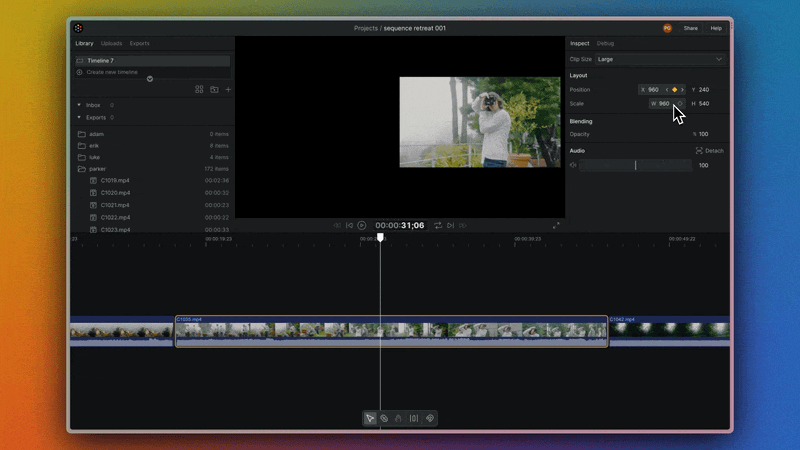 Projects / sequence retreat 001
PG
Share
Help
Library
Uploads
Exports
Timeline 7
Create new timeline
Inbox 0
Exports 0
adam 0 items
erik 8 items
luke 4 items
parker 172 items
C1019.mp4 00:02:36
C1020.mp4 00:00:32
C1021.mp4 00:00:23
C1022.mp4 00:00:22
C1023.mp4 00:00:33
Inspect
Debug
Clip Size Large
Layout
Position X 960 Y 240
Scale W 960 H 540
Blending
Opacity % 100
Audio Detach
100
00:00:31;06
:23
00:00:19:23
00:00:39:23
00:00:49:23
C1035.mp4
C1042.mp4